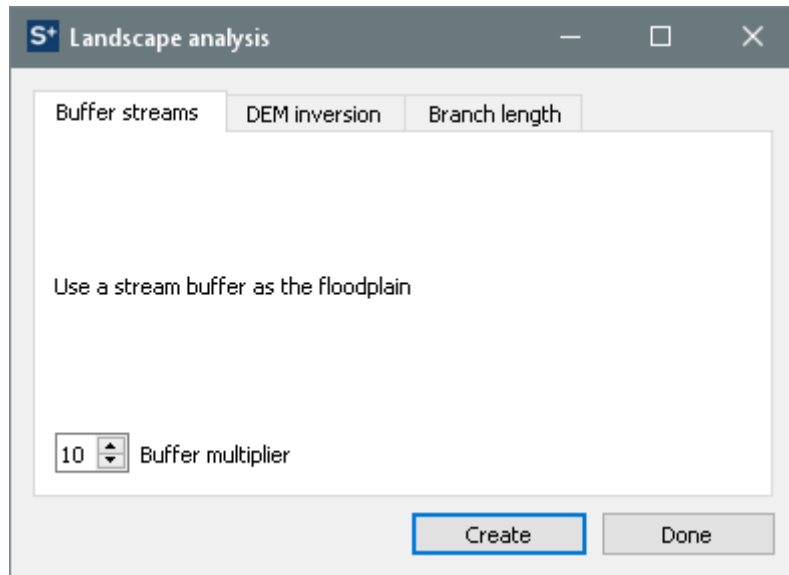 S+ Landscape analysis
Buffer streams DEM inversion Branch length
Use a stream buffer as the floodplain
10 Buffer multiplier
Create Done